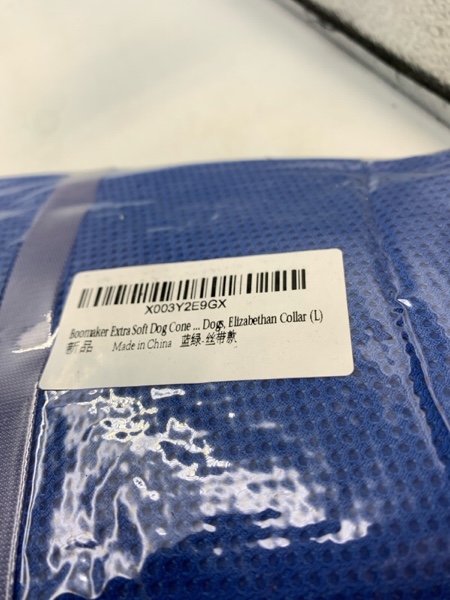 X003Y2E9GX
Boomaker Extra Soft Dog Cone ... Dogs, Elizabethan Collar (L)
新品 Made in China 蓝绿.丝带款